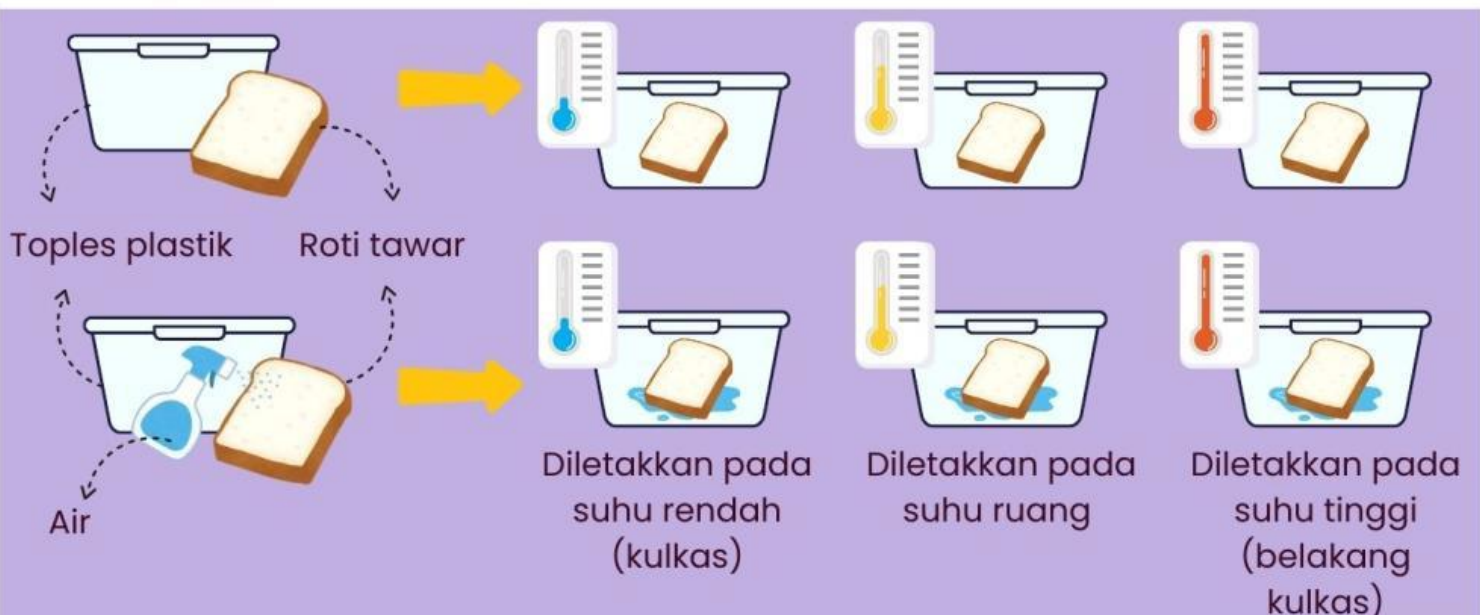 Toples plastik
Roti tawar
Air
Diletakkan pada
suhu rendah
(kulkas)
Diletakkan pada
suhu ruang
Diletakkan pada
suhu tinggi
(belakang
kulkas)